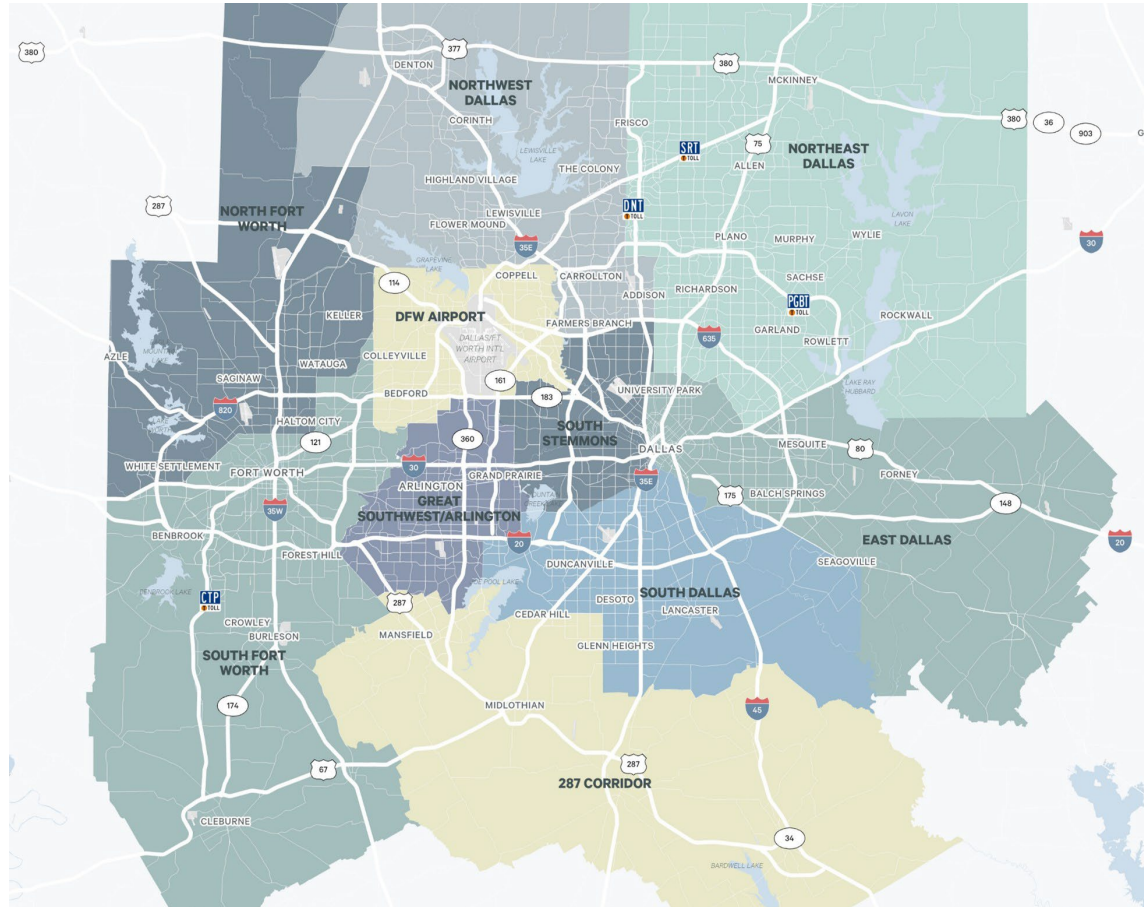 380
377
DENTON
380
MCKINNEY
NORTHWEST
DALLAS
CORINTH
LEWISVILLE
LAKE
FRISCO
380
36
903
SRT
TOLL
75
NORTHEAST
DALLAS
THE COLONY
ALLEN
HIGHLAND VILLAGE
287
NORTH FORT
WORTH
LEWISVILLE
FLOWER MOUND
DNT
TOLL
LAVON
LAKE
35E
PLANO
MURPHY
WYLIE
30
GRAPEVINE
LAKE
COPPELL
CARROLLTON
SACHSE
114
ADDISON
RICHARDSON
PGBT
TOLL
KELLER
DFW AIRPORT
FARMERS BRANCH
ROCKWALL
DALLAS/FT
WORTH INT'L
AIRPORT
635
GARLAND
ROWLETT
AZLE
COLLEYVILLE
WATAUGA
SAGINAW
161
BEDFORD
183
UNIVERSITY PARK
LAKE RAY
HUBBARD
820
HALTOM CITY
121
360
SOUTH
STEMMONS
DALLAS
MESQUITE
80
WHITE SETTLEMENT
FORT WORTH
30
GRAND PRAIRIE
FORNEY
35E
ARLINGTON
GREAT
SOUTHWEST/ARLINGTON
175
BALCH SPRINGS
148
35W
BENBROOK
20
EAST DALLAS
20
FOREST HILL
DUNCANVILLE
SEAGOVILLE
CTP
TOLL
287
DESOTO
SOUTH DALLAS
LANCASTER
CEDAR HILL
CROWLEY
BURLESON
MANSFIELD
GLENN HEIGHTS
SOUTH FORT
WORTH
174
MIDLOTHIAN
45
67
287
287 CORRIDOR
CLEBURNE
34
BARDWELL LAKE